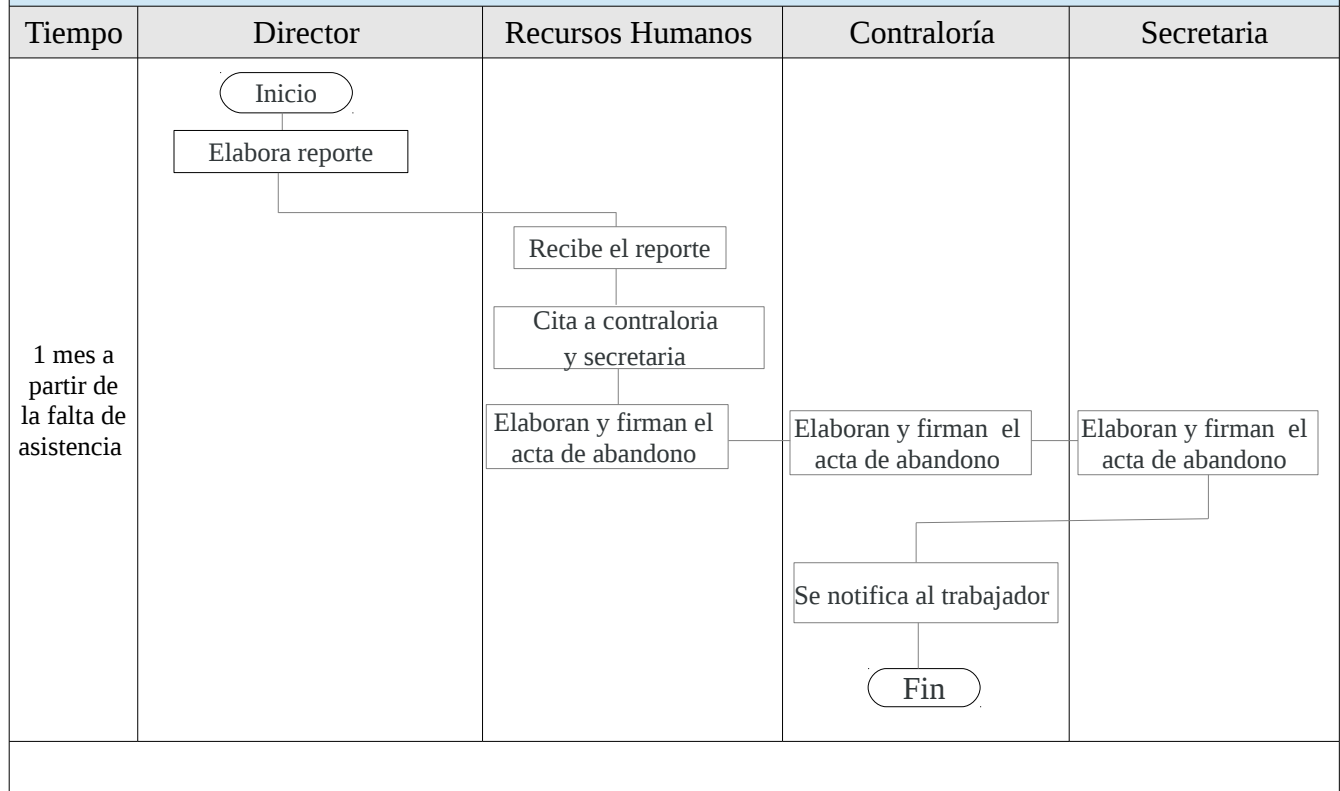 Tiempo
Director
Recursos Humanos
Contraloría
Secretaria
Inicio
Elabora reporte
Recibe el reporte
Cita a contraloria
y secretaria
1 mes a
partir de
la falta de
asistencia
Elaboran y firman el
acta de abandono
Elaboran y firman el
acta de abandono
Elaboran y firman el
acta de abandono
Se notifica al trabajador
Fin